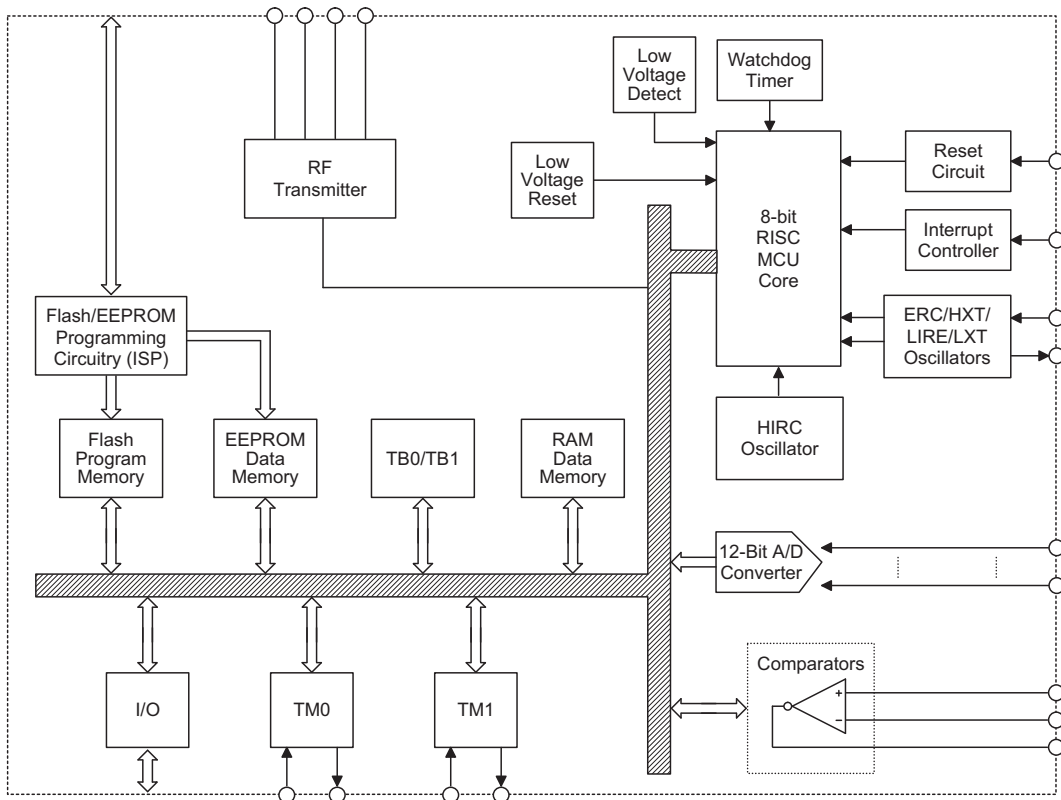 Low
Voltage
Detect
Watchdog
Timer
RF
Transmitter
Low
Voltage
Reset
8-bit
RISC
MCU
Core
Reset
Circuit
Interrupt
Controller
Flash/EEPROM
Programming
Circuitry (ISP)
ERC/HXT/
LIRE/LXT
Oscillators
HIRC
Oscillator
Flash
Program
Memory
EEPROM
Data
Memory
TB0/TB1
RAM
Data
Memory
12-Bit A/D
Converter
Comparators
+
−
I/O
TM0
TM1